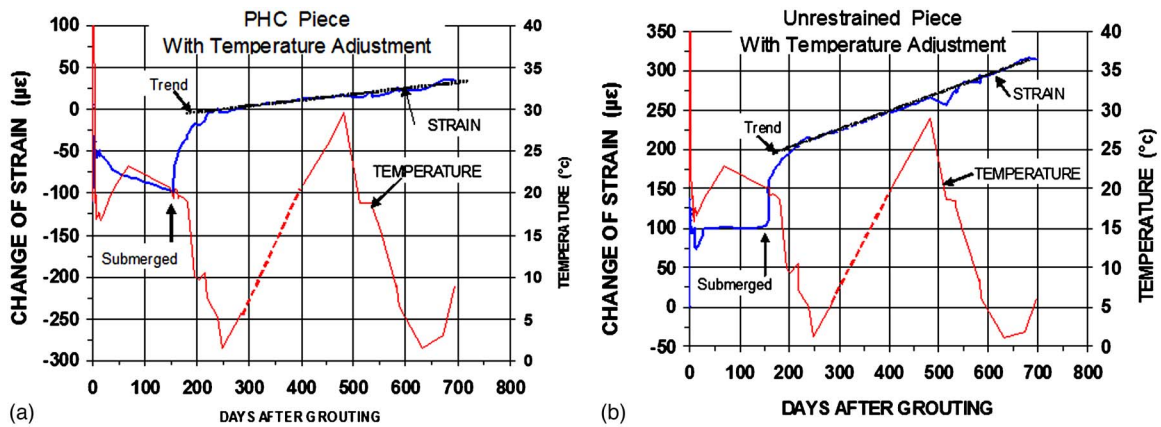 PHC Piece
With Temperature Adjustment
CHANGE OF STRAIN (με)
100
50
0
-50
-100
-150
-200
-250
-300
Trend
STRAIN
TEMPERATURE
Submerged
40
35
30
25
20
15
10
5
0
TEMPERATURE (°c)
0 100 200 300 400 500 600 700 800
DAYS AFTER GROUTING
(a)
Unrestrained Piece
With Temperature Adjustment
CHANGE OF STRAIN (με)
350
300
250
200
150
100
50
0
-50
Trend
STRAIN
TEMPERATURE
Submerged
40
35
30
25
20
15
10
5
0
TEMPERATURE (°c)
0 100 200 300 400 500 600 700 800
DAYS AFTER GROUTING
(b)